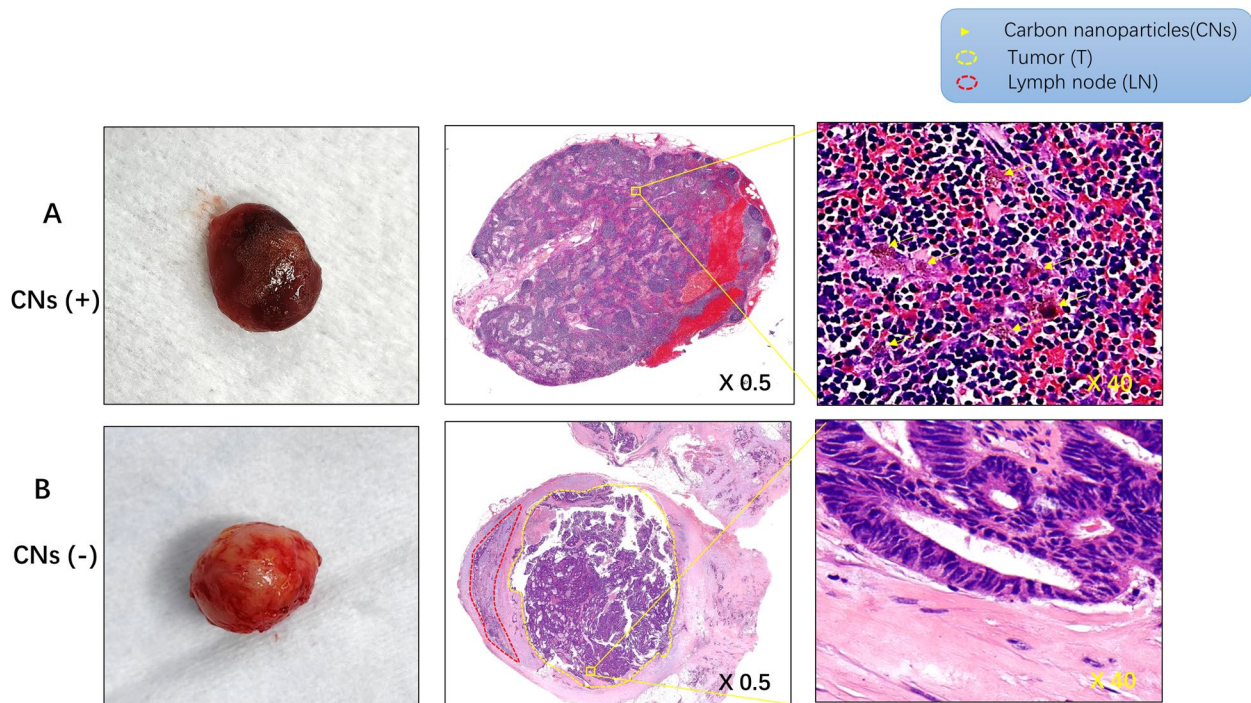 Carbon nanoparticles(CNs)
Tumor (T)
Lymph node (LN)
A
CNs (+)
X 0.5
X 40
B
CNs (-)
X 0.5
X 40